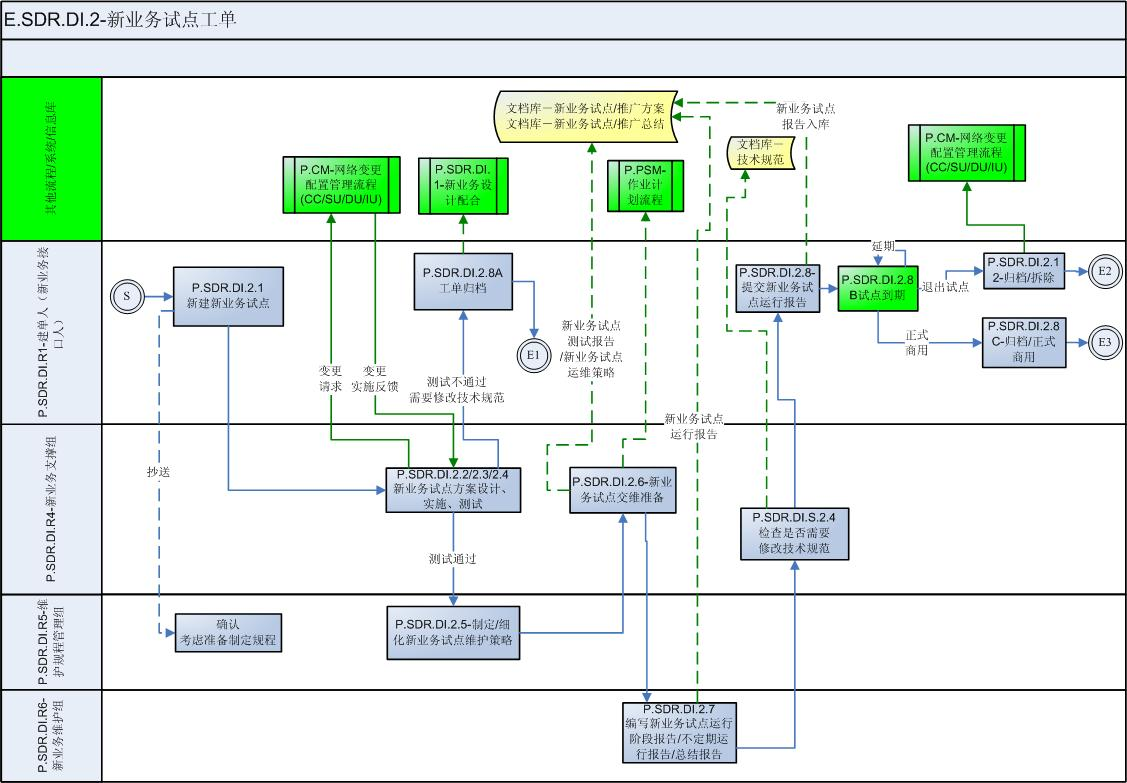 E.SDR.DI.2-新业务试点工单
其他流程/系统/信息库
文档库－新业务试点/推广方案
文档库－新业务试点/推广总结
新业务试点
报告入库
文档库－
技术规范
P.CM-网络变更
配置管理流程
(CC/SU/DU/IU)
P.CM-网络变更
配置管理流程
(CC/SU/DU/IU)
P.SDR.DI.
1-新业务设
计配合
P.PSM-
作业计
划流程
P.SDR.DI.R1-建单人（新业务接
口人）
S
P.SDR.DI.2.1
新建新业务试点
P.SDR.DI.2.8A
工单归档
E1
新业务试点
测试报告
/新业务试点
运维策略
P.SDR.DI.2.8-
提交新业务试
点运行报告
延期
P.SDR.DI.2.8
B试点到期
退出试点
P.SDR.DI.2.1
2-归档/拆除
E2
正式
商用
P.SDR.DI.2.8
C-归档/正式
商用
E3
变更
请求
变更
实施反馈
测试不通过
需要修改技术规范
新业务试点
运行报告
P.SDR.DI.R4-新业务支撑组
抄送
P.SDR.DI.2.2/2.3/2.4
新业务试点方案设计、
实施、测试
P.SDR.DI.2.6-新业
务试点交维准备
P.SDR.DI.S.2.4
检查是否需要
修改技术规范
测试通过
P.SDR.DI.R5-维
护规程管理组
确认
考虑准备制定规程
P.SDR.DI.2.5-制定/细
化新业务试点维护策略
P.SDR.DI.R6-
新业务维护组
P.SDR.DI.2.7
编写新业务试点运行
阶段报告/不定期运
行报告/总结报告